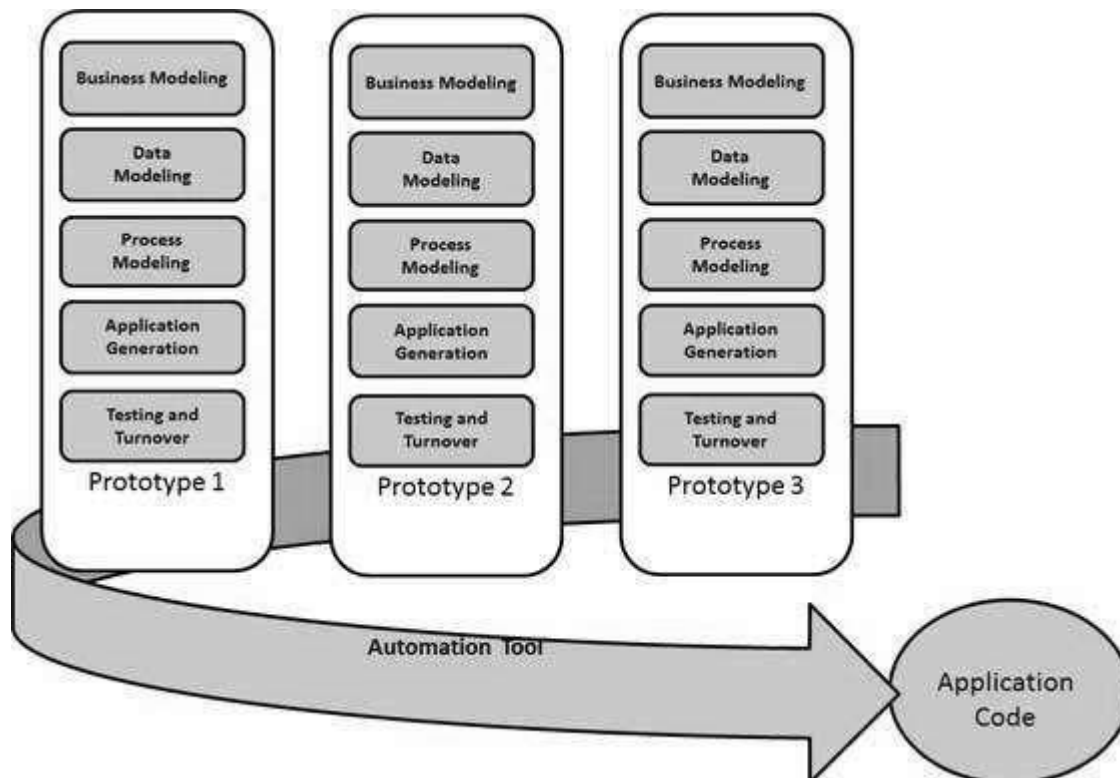 Business Modeling
Data
Modeling
Process
Modeling
Application
Generation
Testing and
Turnover
Prototype 1
Business Modeling
Data
Modeling
Process
Modeling
Application
Generation
Testing and
Turnover
Prototype 2
Business Modeling
Data
Modeling
Process
Modeling
Application
Generation
Testing and
Turnover
Prototype 3
Automation Tool
Application
Code